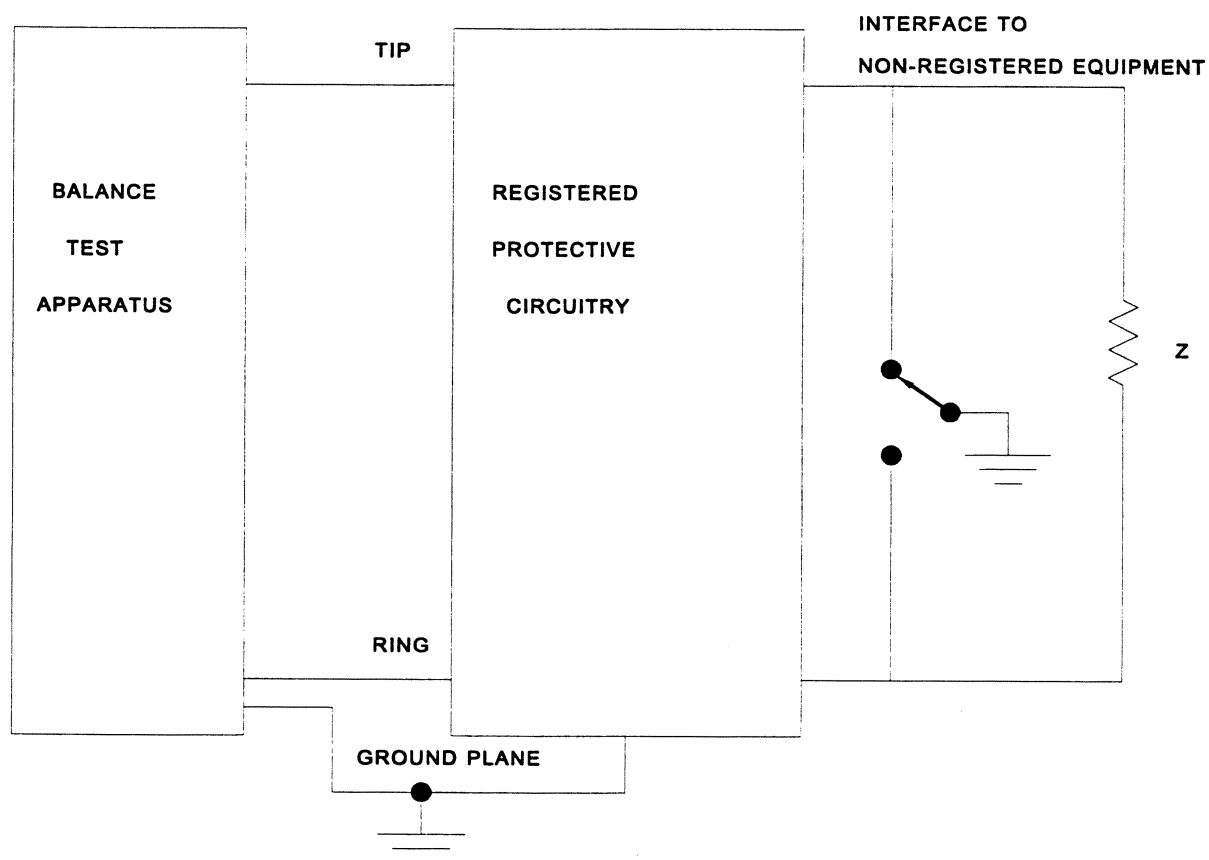 INTERFACE TO
NON-REGISTERED EQUIPMENT
TIP
BALANCE
TEST
APPARATUS
REGISTERED
PROTECTIVE
CIRCUITRY
Z
RING
GROUND PLANE